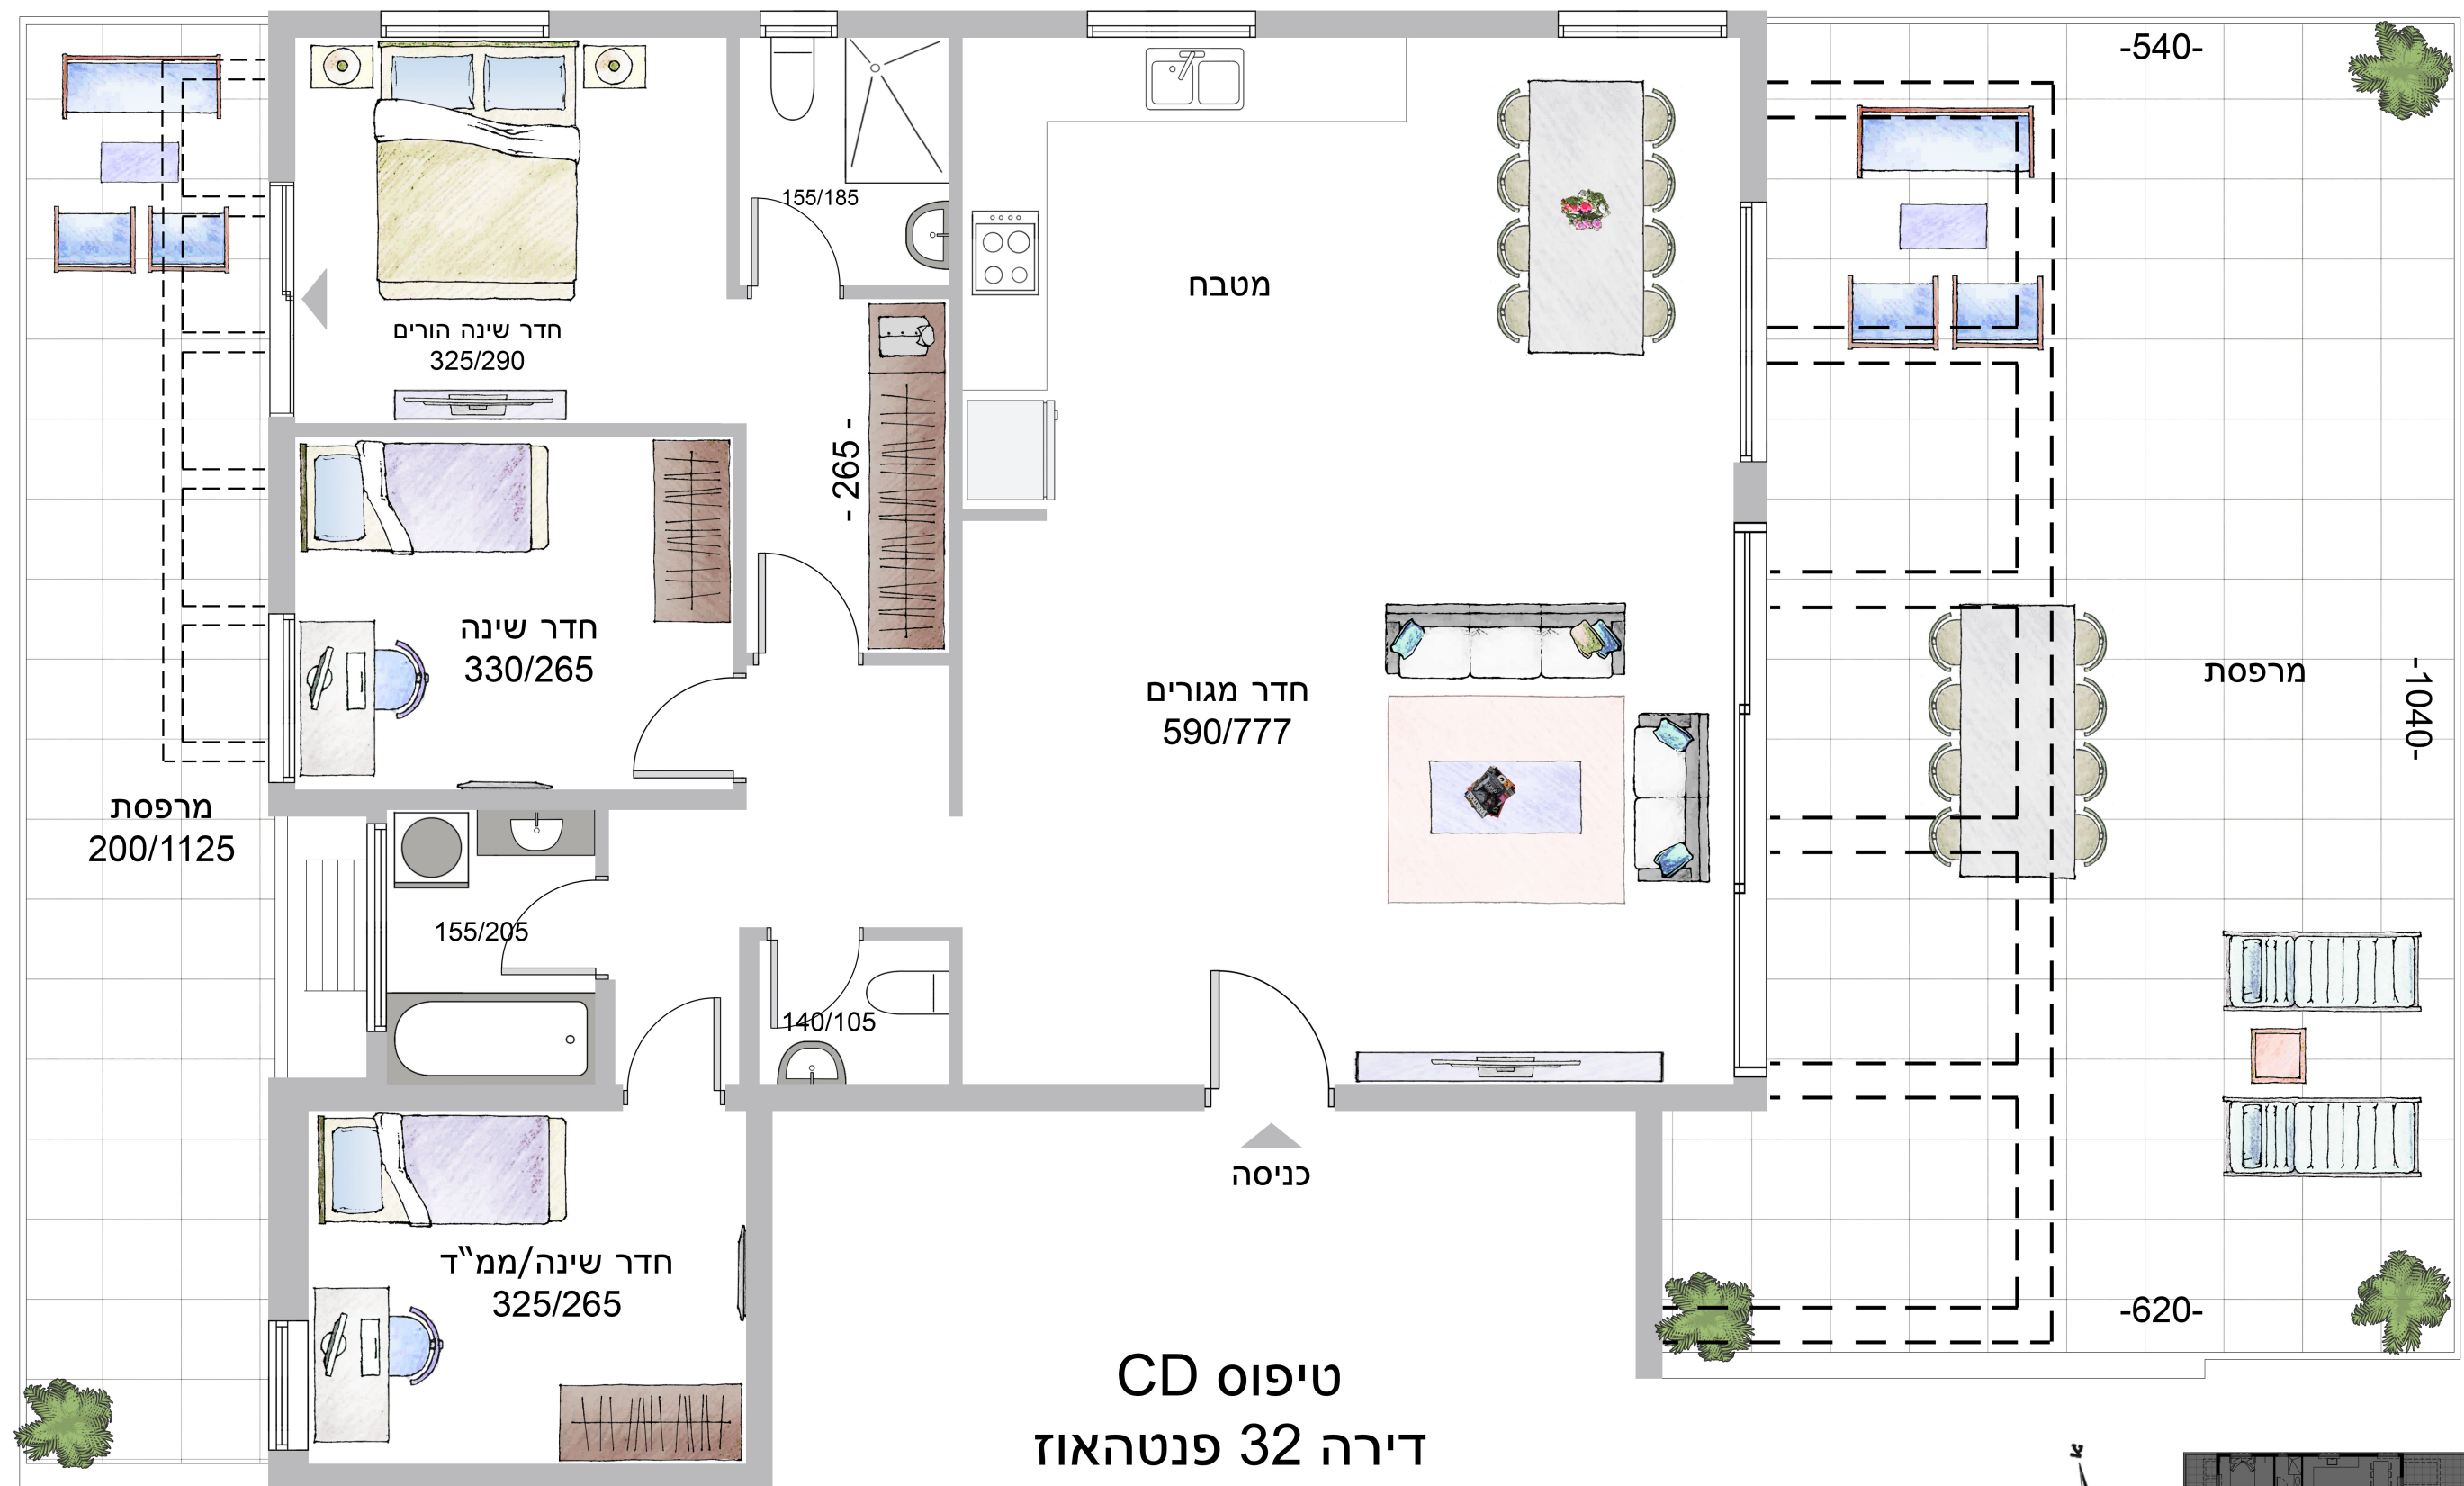 -540-
155/185
מטבח
חדר שינה הורים
325/290
- 265 -
חדר שינה
330/265
חדר מגורים
590/777
מרפסת
-1040-
מרפסת
200/1125
155/205
140/105
כניסה
חדר שינה/ממ"ד
325/265
-620-
טיפוס CD
דירה 32 פנטהאוז
צ